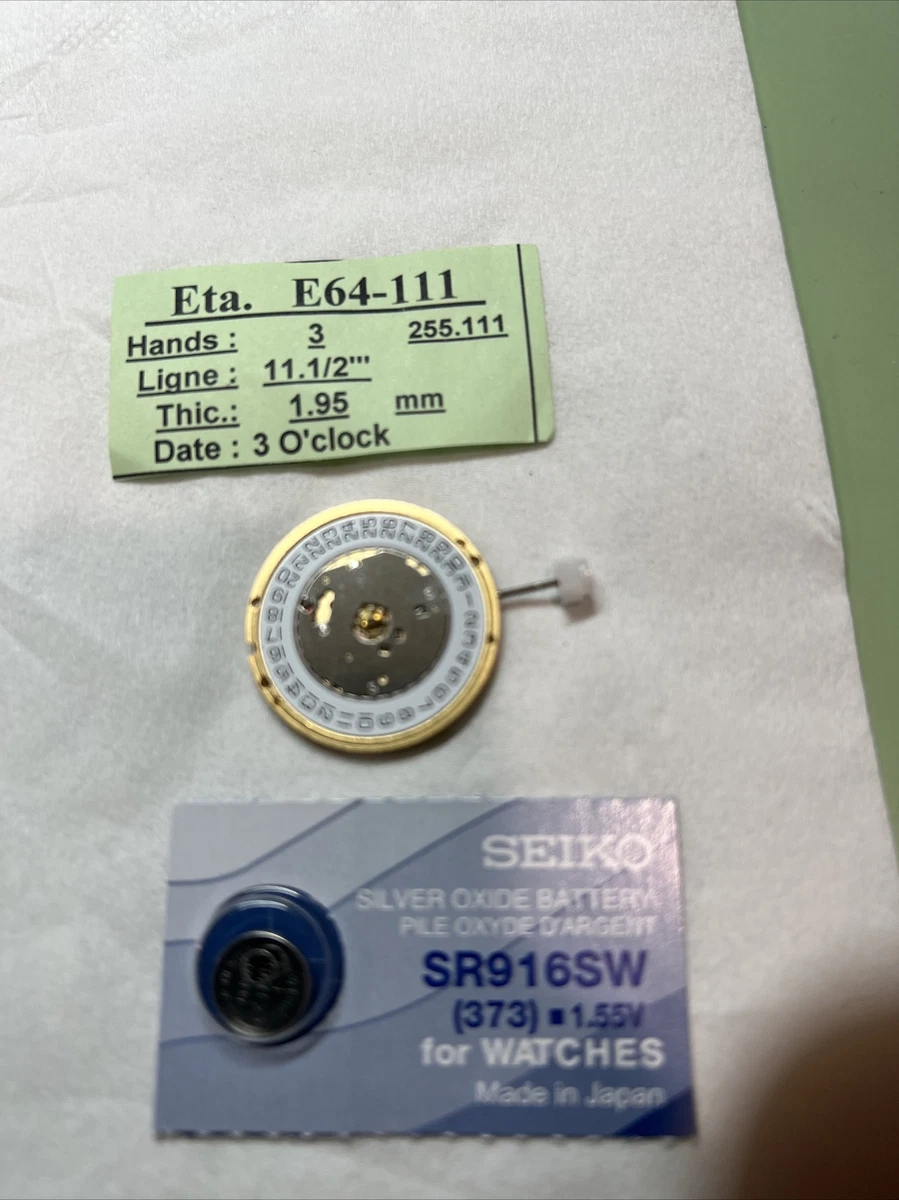 Eta. E64-111
Hands : 3 255.111
Ligne : 11.1/2"'
Thic.: 1.95 mm
Date : 3 O'clock
SEIKO
SILVER OXIDE BATTERY
PILE OXYDE D'ARGENT
SR916SW
(373) ■ 1.55V
for WATCHES
Made in Japan